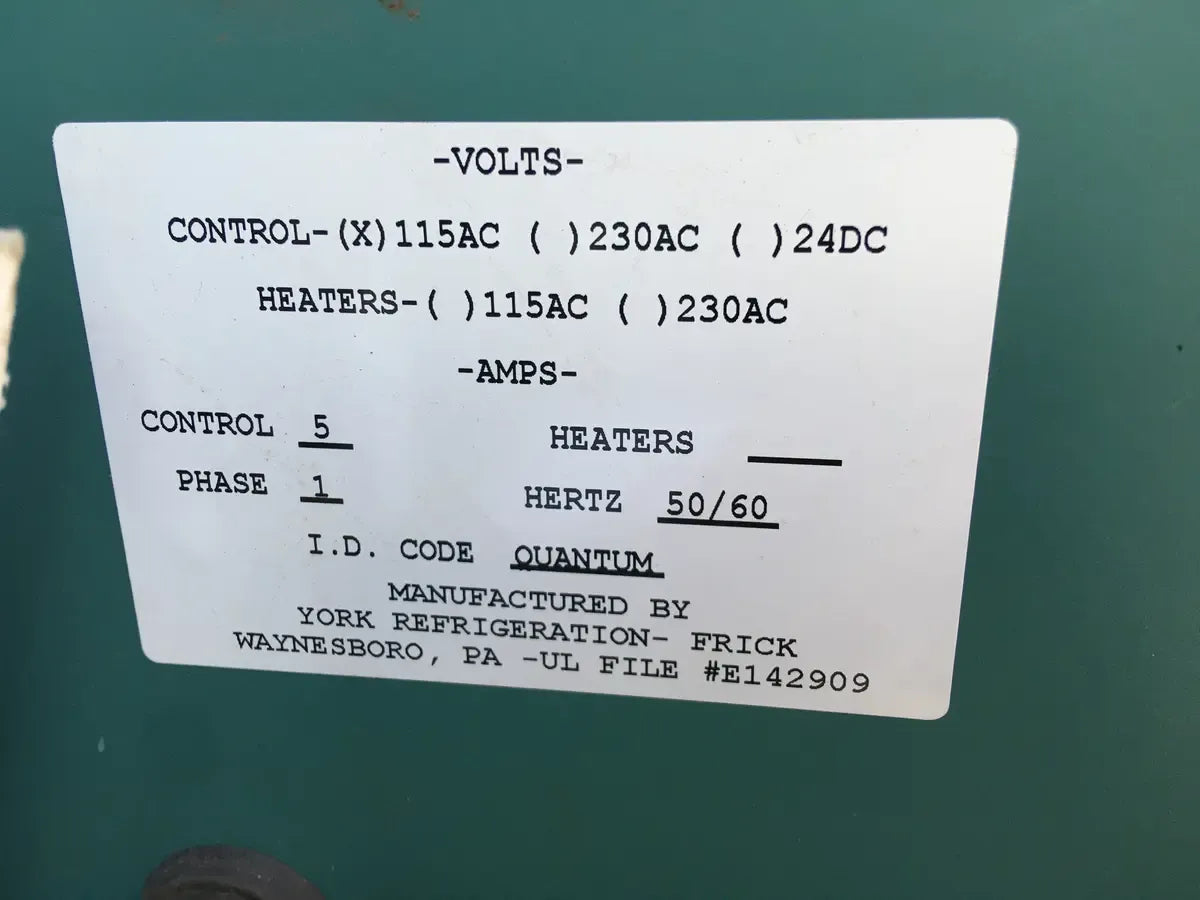 -VOLTS-
CONTROL-(X)115AC ( )230AC ( )24DC
HEATERS-( )115AC ( )230AC
-AMPS-
CONTROL 5 HEATERS ____
PHASE 1 HERTZ 50/60
I.D. CODE QUANTUM
MANUFACTURED BY
YORK REFRIGERATION- FRICK
WAYNESBORO, PA -UL FILE #E142909